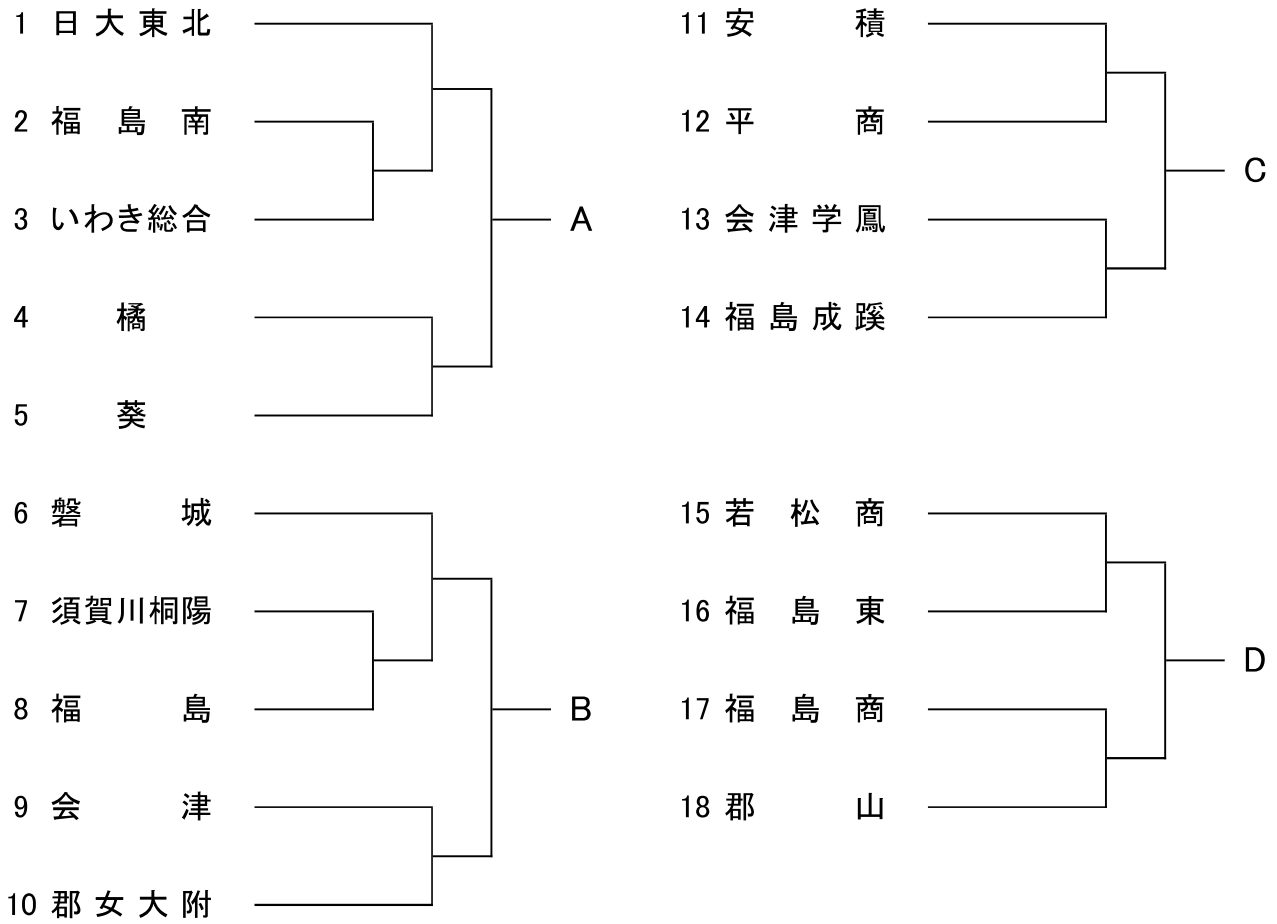 1 日大東北
2 福島南
3 いわき総合
A
4 橘
5 葵
6 磐城
7 須賀川桐陽
8 福島
B
9 会津
10 郡女大附
11 安積
12 平商
C
13 会津学鳳
14 福島成蹊
15 若松商
16 福島東
D
17 福島商
18 郡山